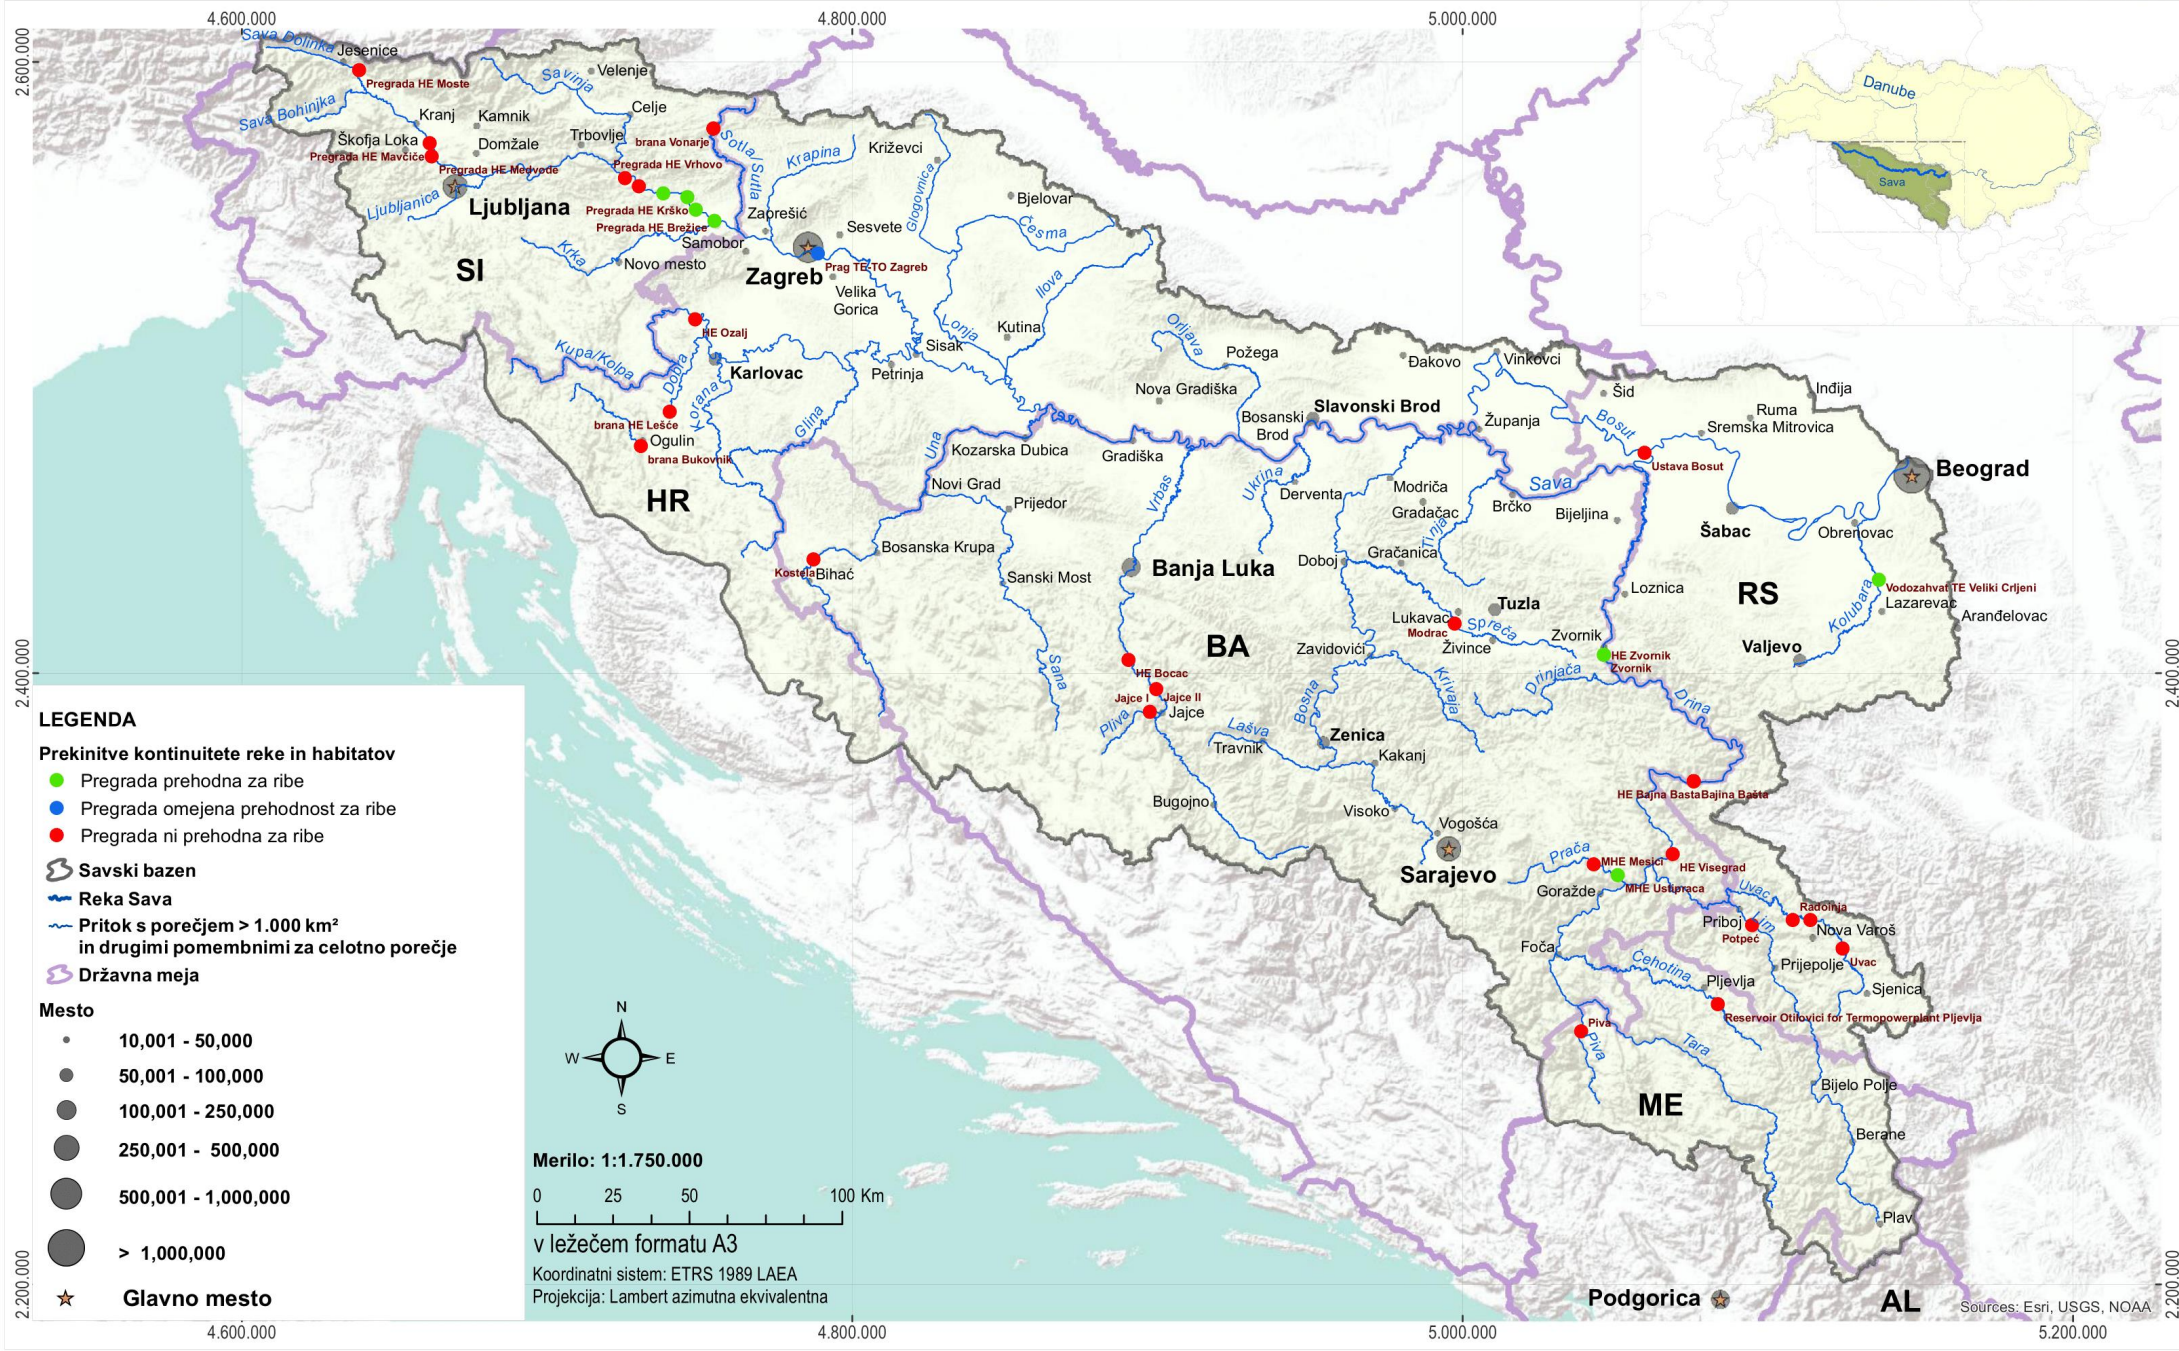 4.600.000
4.800.000
5.000.000
2.600.000
Sava Dolinka
Jesenice
Pregrada HE Moste
Savinja
Velenje
Danube
Sava
Sava Bohinjka
Kranj
Kamnik
Celje
Škofja Loka
Domžale
Trbovlje
brana Vonarje
Sotla/Sutla
Krapina
Križevci
Pregrada HE Mavčiče
Pregrada HE Medvode
Pregrada HE Vrhovo
Glogovnica
Bjelovar
Ljubljanica
Ljubljana
Pregrada HE Krško
Pregrada HE Brežice
Zaprešić
Sesvete
Česma
Samobor
Krka
Novo mesto
SI
Zagreb
Prag TE-TO Zagreb
Velika
Gorica
Ilova
HE Ozalj
Lonja
Kutina
Orljava
Kupa/Kolpa
Dobra
Karlovac
Sisak
Petrinja
Požega
Đakovo
Vinkovci
Korana
Nova Gradiška
Šid
Inđija
brana HE Lešće
Glina
Bosanski
Brod
Slavonski Brod
Županja
Bosut
Ruma
Sremska Mitrovica
Ogulin
brana Bukovnik
Una
Kozarska Dubica
Gradiška
Ustava Bosut
Beograd
HR
Novi Grad
Prijedor
Vrbas
Ukrina
Derventa
Modriča
Gradačac
Sava
Brčko
Bijeljina
Šabac
Obrenovac
Tinja
Bosanska Krupa
Kostela
Bihać
Sanski Most
Banja Luka
Doboj
Gračanica
Loznica
RS
Vodozahvat TE Veliki Crljeni
Kolubara
Lazarevac
Aranđelovac
Tuzla
Lukavac
Modrac
Spreča
Živince
Zvornik
Valjevo
BA
Zavidovići
HE Zvornik
Zvornik
2.400.000
2.400.000
Sana
HE Bocac
Jajce I
Jajce II
Jajce
Pliva
Bosna
Krivaja
Drinjača
Drina
Lašva
Travnik
Zenica
Kakanj
Bugojno
Visoko
HE Bajna Basta
Bajina Bašta
Vogošća
Sarajevo
Prača
MHE Mesici
HE Visegrad
Goražde
MHE Ustipraca
Uvac
Radoinja
Priboj
Lim
Potpeć
Nova Varoš
Foča
Prijepolje
Uvac
Ćehotina
Pljevlja
Sjenica
Reservoir Otilovici for Termopowerplant Pljevlja
Piva
Piva
Tara
ME
Bijelo Polje
Berane
Plav
Podgorica
AL
Sources: Esri, USGS, NOAA
LEGENDA
Prekinitve kontinuitete reke in habitatov
Pregrada prehodna za ribe
Pregrada omejena prehodnost za ribe
Pregrada ni prehodna za ribe
Savski bazen
Reka Sava
Pritok s porečjem > 1.000 km²
in drugimi pomembnimi za celotno porečje
Državna meja
Mesto
10,001 - 50,000
50,001 - 100,000
100,001 - 250,000
250,001 - 500,000
500,001 - 1,000,000
> 1,000,000
Glavno mesto
N
W
E
S
Merilo: 1:1.750.000
0
25
50
100 Km
v ležečem formatu A3
Koordinatni sistem: ETRS 1989 LAEA
Projekcija: Lambert azimutna ekvivalentna
2.200.000
2.200.000
4.600.000
4.800.000
5.000.000
5.200.000